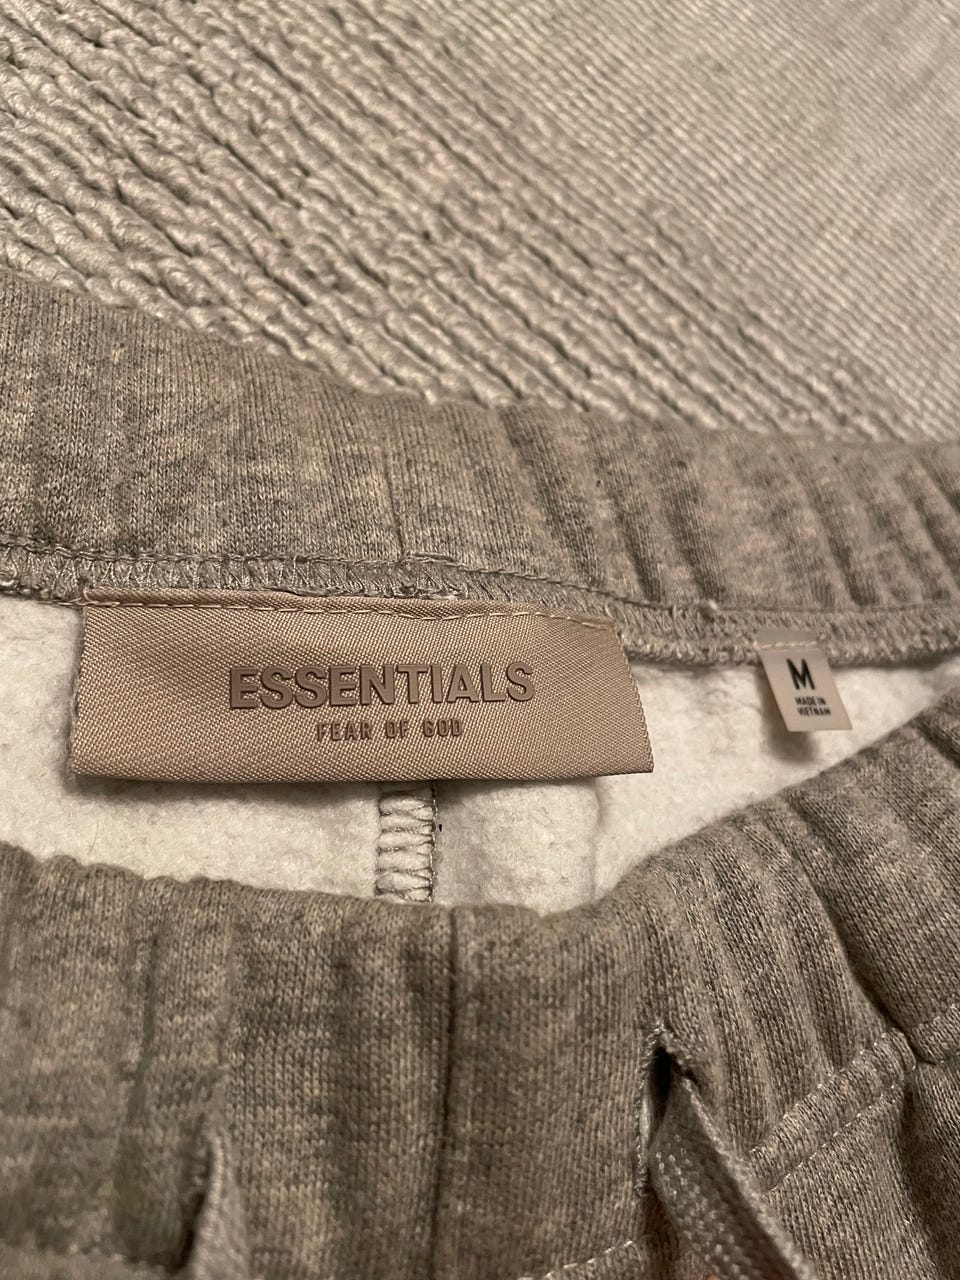 ESSENTIALS
FEAR OF GOD
M
MADE IN
VIETNAM